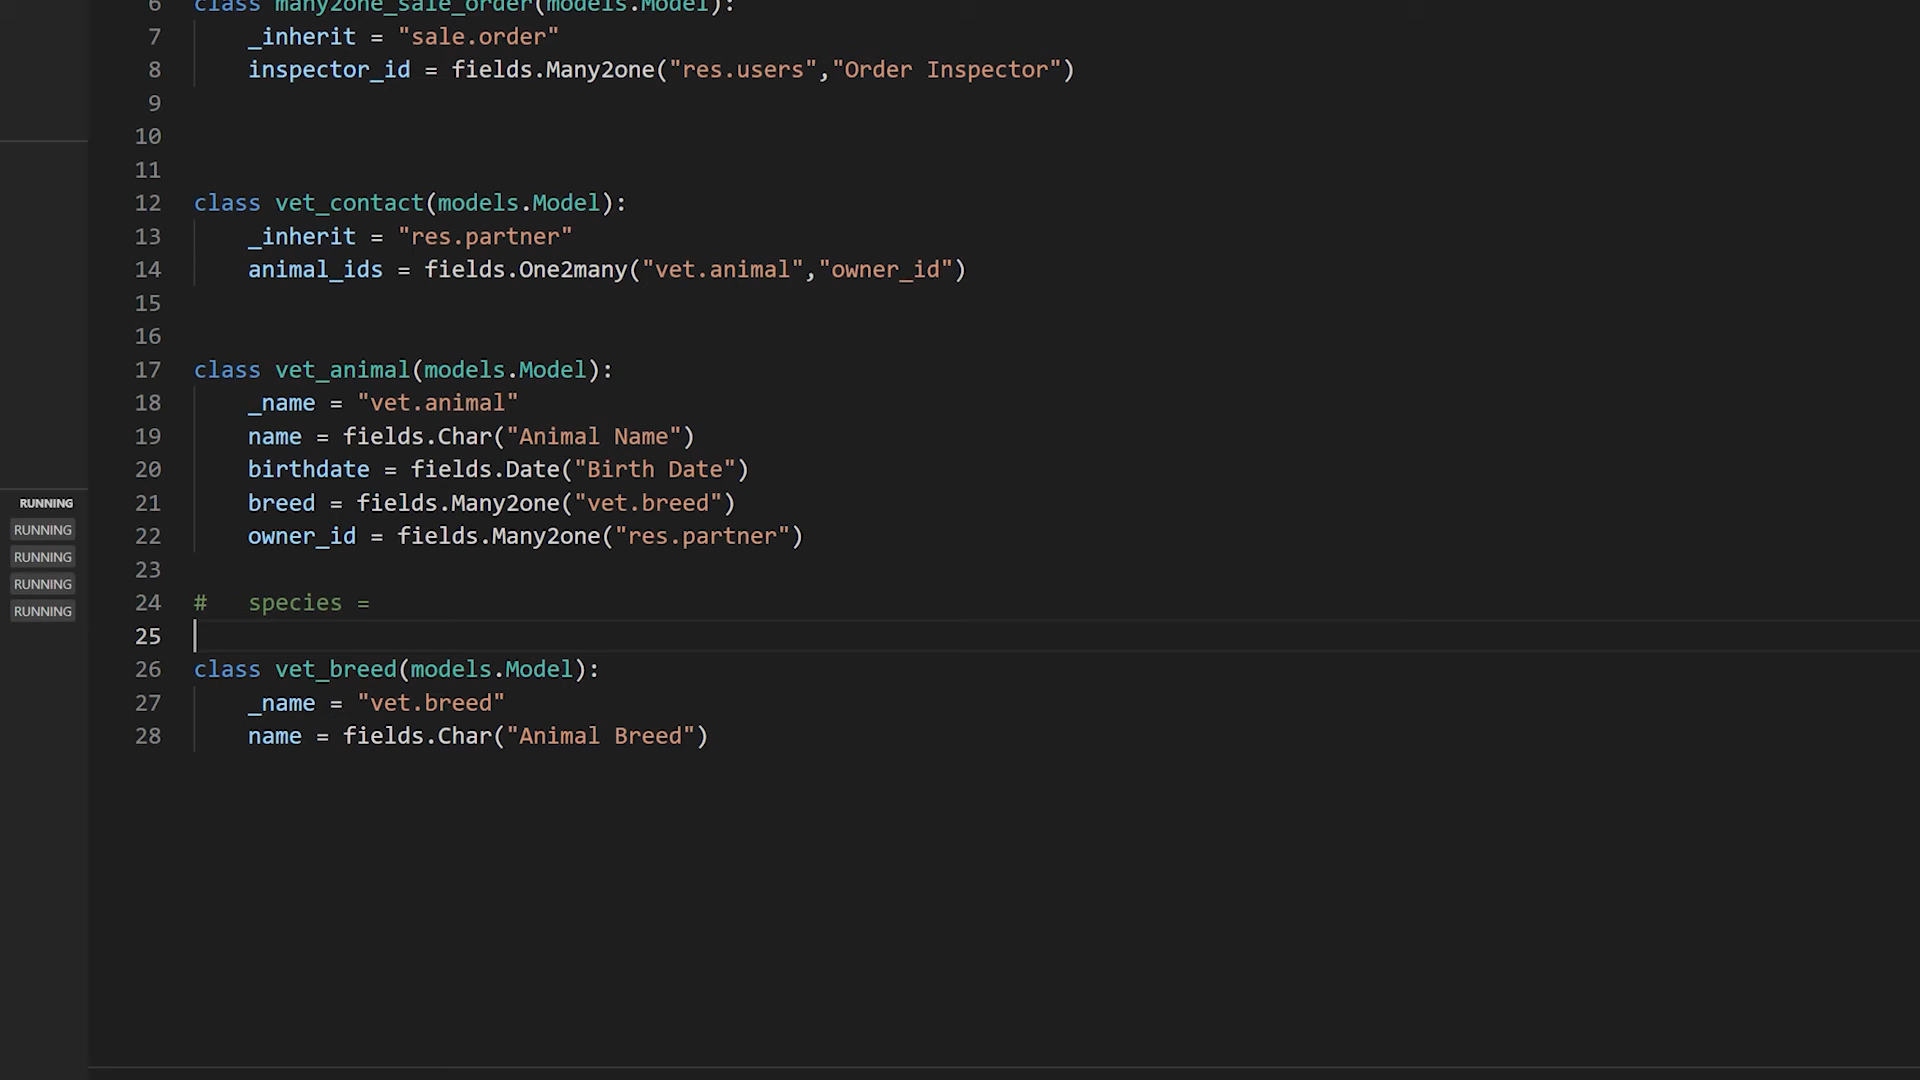 6 class many2one_sale_order(models.Model):
7 _inherit = "sale.order"
8 inspector_id = fields.Many2one("res.users","Order Inspector")
9
10
11
12 class vet_contact(models.Model):
13 _inherit = "res.partner"
14 animal_ids = fields.One2many("vet.animal","owner_id")
15
16
17 class vet_animal(models.Model):
18 _name = "vet.animal"
19 name = fields.Char("Animal Name")
20 birthdate = fields.Date("Birth Date")
21 breed = fields.Many2one("vet.breed")
22 owner_id = fields.Many2one("res.partner")
23
24 # species =
25
26 class vet_breed(models.Model):
27 _name = "vet.breed"
28 name = fields.Char("Animal Breed")
RUNNING
RUNNING
RUNNING
RUNNING
RUNNING